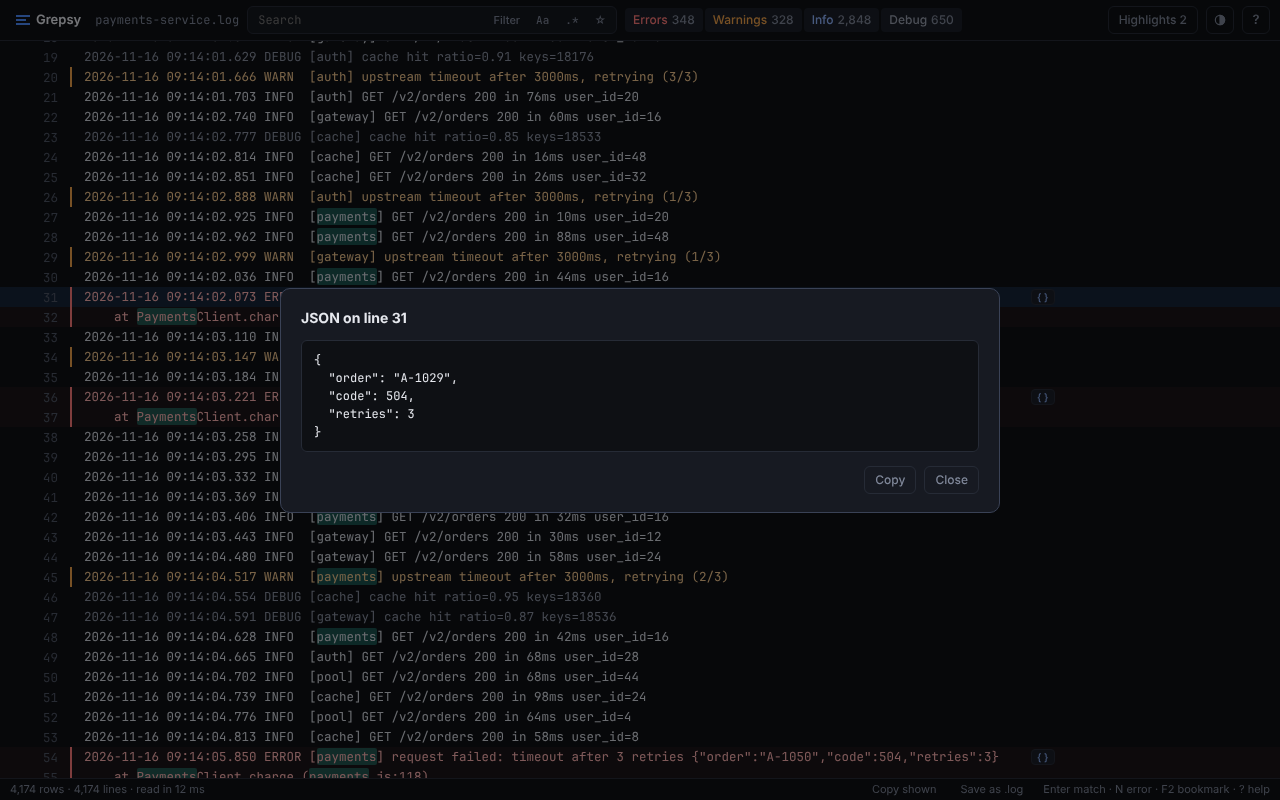 Grepsy payments-service.log Search Filter Aa .* ☆ Errors 348 Warnings 328 Info 2,848 Debug 650 Highlights 2 ?
19 2026-11-16 09:14:01.629 DEBUG [auth] cache hit ratio=0.91 keys=18176
20 2026-11-16 09:14:01.666 WARN [auth] upstream timeout after 3000ms, retrying (3/3)
21 2026-11-16 09:14:01.703 INFO [auth] GET /v2/orders 200 in 76ms user_id=20
22 2026-11-16 09:14:02.740 INFO [gateway] GET /v2/orders 200 in 60ms user_id=16
23 2026-11-16 09:14:02.777 DEBUG [cache] cache hit ratio=0.85 keys=18533
24 2026-11-16 09:14:02.814 INFO [cache] GET /v2/orders 200 in 16ms user_id=48
25 2026-11-16 09:14:02.851 INFO [cache] GET /v2/orders 200 in 26ms user_id=32
26 2026-11-16 09:14:02.888 WARN [auth] upstream timeout after 3000ms, retrying (1/3)
27 2026-11-16 09:14:02.925 INFO [payments] GET /v2/orders 200 in 10ms user_id=20
28 2026-11-16 09:14:02.962 INFO [payments] GET /v2/orders 200 in 88ms user_id=48
29 2026-11-16 09:14:02.999 WARN [gateway] upstream timeout after 3000ms, retrying (1/3)
30 2026-11-16 09:14:02.036 INFO [payments] GET /v2/orders 200 in 44ms user_id=16
31 2026-11-16 09:14:02.073 ER {}
32 at PaymentsClient.char
33 2026-11-16 09:14:03.110 IN
34 2026-11-16 09:14:03.147 WA
35 2026-11-16 09:14:03.184 IN
36 2026-11-16 09:14:03.221 ER {}
37 at PaymentsClient.char
38 2026-11-16 09:14:03.258 IN
39 2026-11-16 09:14:03.295 IN
40 2026-11-16 09:14:03.332 IN
41 2026-11-16 09:14:03.369 IN
JSON on line 31
{
"order": "A-1029",
"code": 504,
"retries": 3
}
Copy Close
42 2026-11-16 09:14:03.406 INFO [payments] GET /v2/orders 200 in 32ms user_id=16
43 2026-11-16 09:14:03.443 INFO [gateway] GET /v2/orders 200 in 30ms user_id=12
44 2026-11-16 09:14:04.480 INFO [gateway] GET /v2/orders 200 in 58ms user_id=24
45 2026-11-16 09:14:04.517 WARN [payments] upstream timeout after 3000ms, retrying (2/3)
46 2026-11-16 09:14:04.554 DEBUG [cache] cache hit ratio=0.95 keys=18360
47 2026-11-16 09:14:04.591 DEBUG [gateway] cache hit ratio=0.87 keys=18536
48 2026-11-16 09:14:04.628 INFO [payments] GET /v2/orders 200 in 42ms user_id=16
49 2026-11-16 09:14:04.665 INFO [auth] GET /v2/orders 200 in 68ms user_id=28
50 2026-11-16 09:14:04.702 INFO [pool] GET /v2/orders 200 in 68ms user_id=44
51 2026-11-16 09:14:04.739 INFO [cache] GET /v2/orders 200 in 98ms user_id=24
52 2026-11-16 09:14:04.776 INFO [pool] GET /v2/orders 200 in 64ms user_id=4
53 2026-11-16 09:14:04.813 INFO [cache] GET /v2/orders 200 in 58ms user_id=8
54 2026-11-16 09:14:05.850 ERROR [payments] request failed: timeout after 3 retries {"order":"A-1050","code":504,"retries":3} {}
55 at PaymentsClient.charge (payments.js:118)
4,174 rows · 4,174 lines · read in 12 ms Copy shown Save as .log Enter match · N error · F2 bookmark · ? help